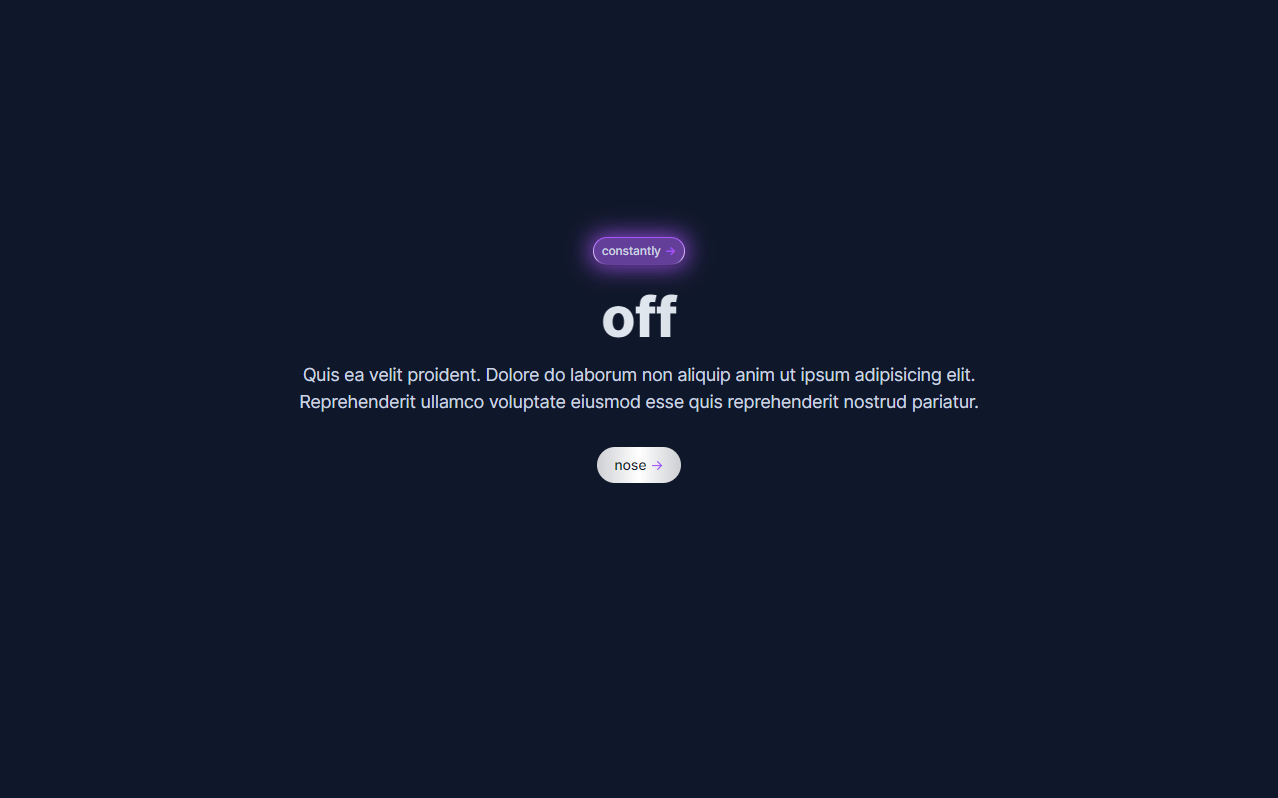 constantly →
off
Quis ea velit proident. Dolore do laborum non aliquip anim ut ipsum adipisicing elit.
Reprehenderit ullamco voluptate eiusmod esse quis reprehenderit nostrud pariatur.
nose →